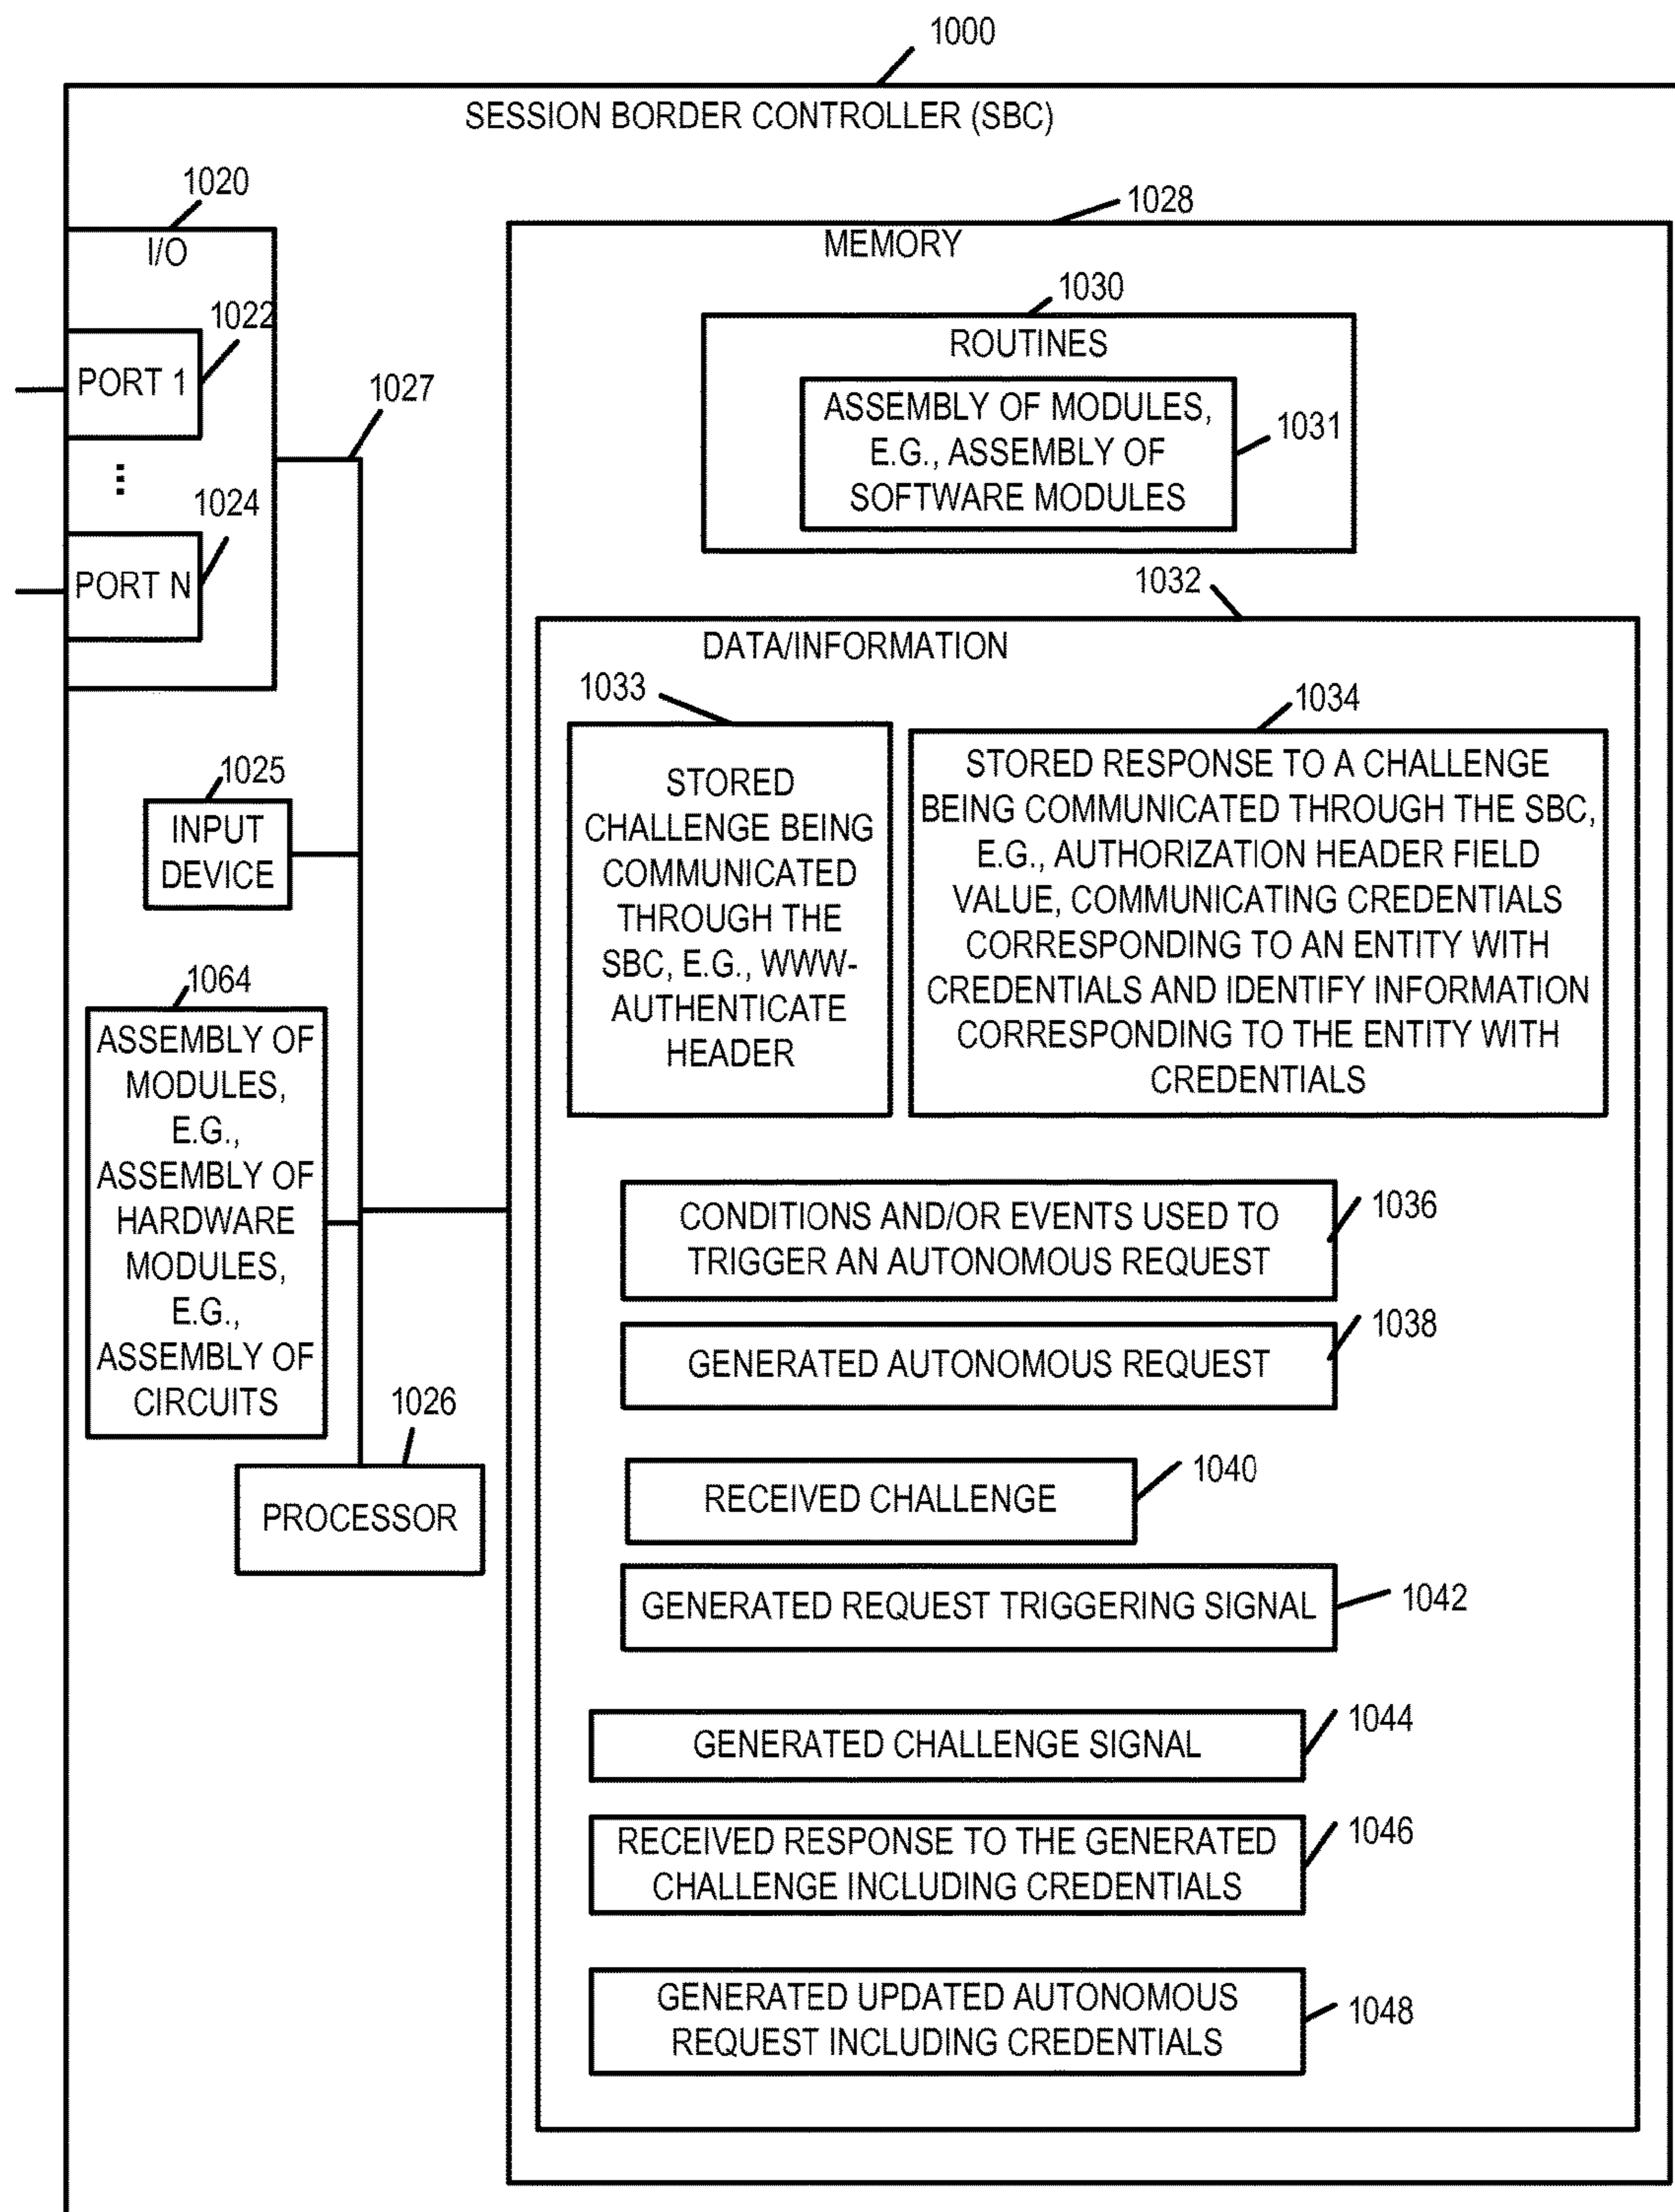 1000
SESSION BORDER CONTROLLER (SBC)
1020
I/O
1022
PORT 1
⋮
1024
PORT N
1027
1025
INPUT
DEVICE
1064
ASSEMBLY OF
MODULES,
E.G.,
ASSEMBLY OF
HARDWARE
MODULES,
E.G.,
ASSEMBLY OF
CIRCUITS
1026
PROCESSOR
1028
MEMORY
1030
ROUTINES
ASSEMBLY OF MODULES,
E.G., ASSEMBLY OF
SOFTWARE MODULES
1031
1032
DATA/INFORMATION
1033
STORED
CHALLENGE BEING
COMMUNICATED
THROUGH THE
SBC, E.G., WWW-
AUTHENTICATE
HEADER
1034
STORED RESPONSE TO A CHALLENGE
BEING COMMUNICATED THROUGH THE SBC,
E.G., AUTHORIZATION HEADER FIELD
VALUE, COMMUNICATING CREDENTIALS
CORRESPONDING TO AN ENTITY WITH
CREDENTIALS AND IDENTIFY INFORMATION
CORRESPONDING TO THE ENTITY WITH
CREDENTIALS
CONDITIONS AND/OR EVENTS USED TO
TRIGGER AN AUTONOMOUS REQUEST
1036
GENERATED AUTONOMOUS REQUEST
1038
RECEIVED CHALLENGE
1040
GENERATED REQUEST TRIGGERING SIGNAL
1042
GENERATED CHALLENGE SIGNAL
1044
RECEIVED RESPONSE TO THE GENERATED
CHALLENGE INCLUDING CREDENTIALS
1046
GENERATED UPDATED AUTONOMOUS
REQUEST INCLUDING CREDENTIALS
1048